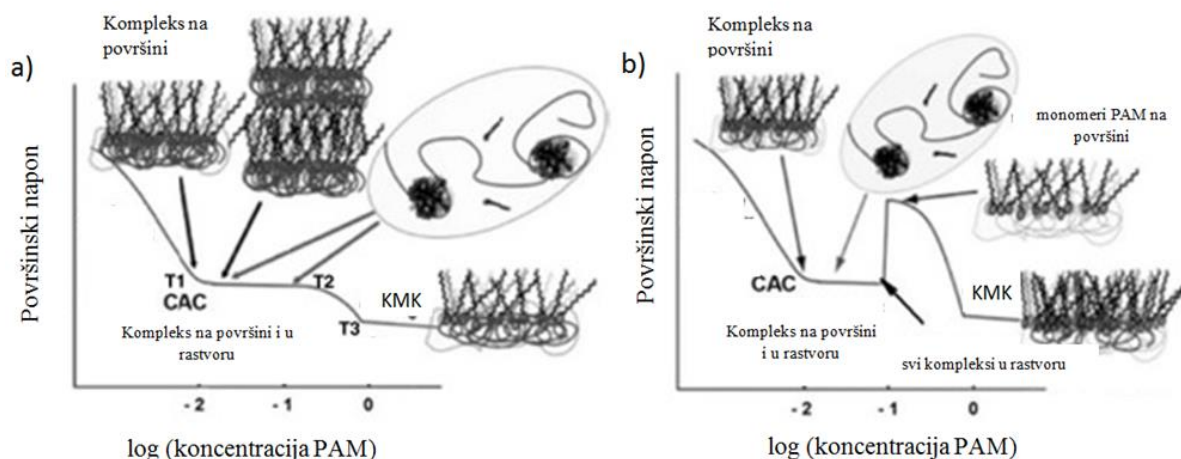 a)
Kompleks na
površini
Površinski napon
T1
CAC
T2
T3
KMK
Kompleks na površini i u
rastvoru
- 2
- 1
0
log (koncentracija PAM)
b)
Kompleks na
površini
monomeri PAM na
površini
Površinski napon
CAC
KMK
Kompleks na površini
i u rastvoru
svi kompleksi u rastvoru
- 2
- 1
0
log (koncentracija PAM)